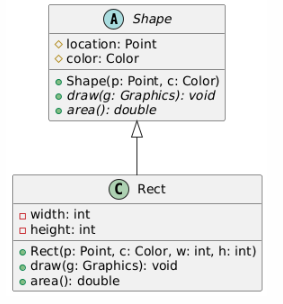 A Shape
location: Point
color: Color
Shape(p: Point, c: Color)
draw(g: Graphics): void
area(): double
C Rect
width: int
height: int
Rect(p: Point, c: Color, w: int, h: int)
draw(g: Graphics): void
area(): double